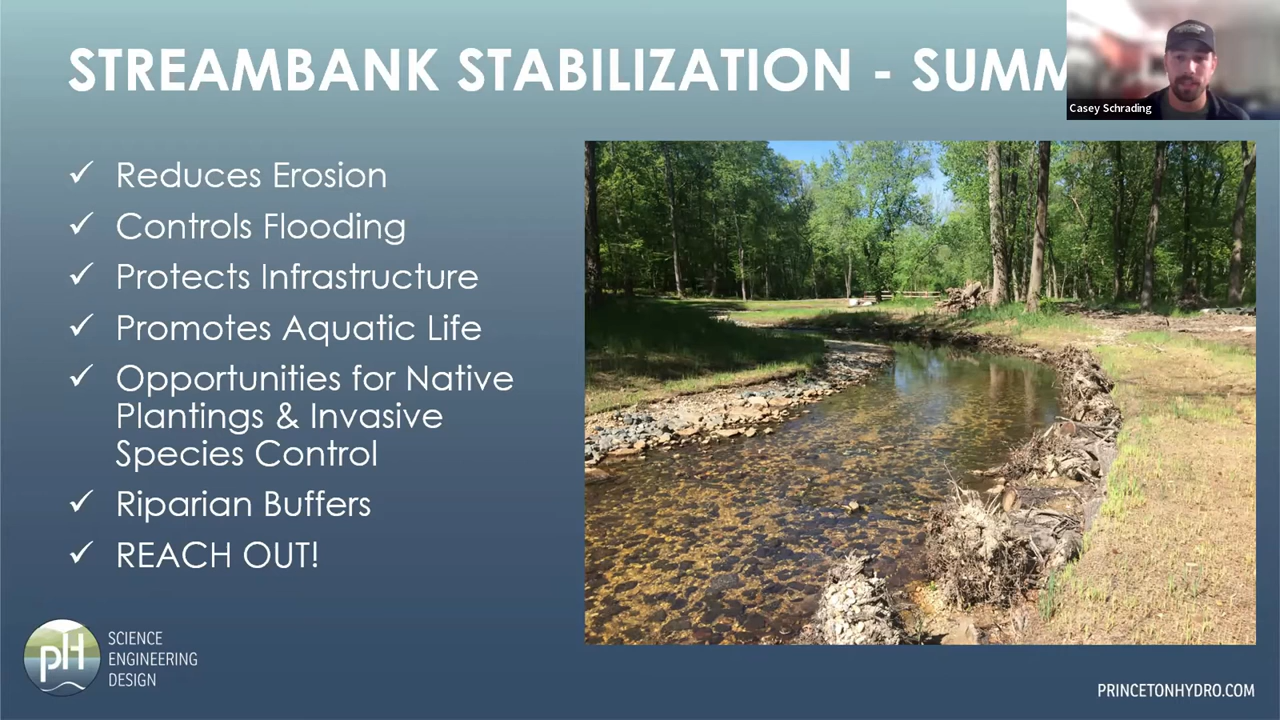 STREAMBANK STABILIZATION - SUMM
Casey Schrading
✓ Reduces Erosion
✓ Controls Flooding
✓ Protects Infrastructure
✓ Promotes Aquatic Life
✓ Opportunities for Native
Plantings & Invasive
Species Control
✓ Riparian Buffers
✓ REACH OUT!
pH
SCIENCE
ENGINEERING
DESIGN
PRINCETONHYDRO.COM